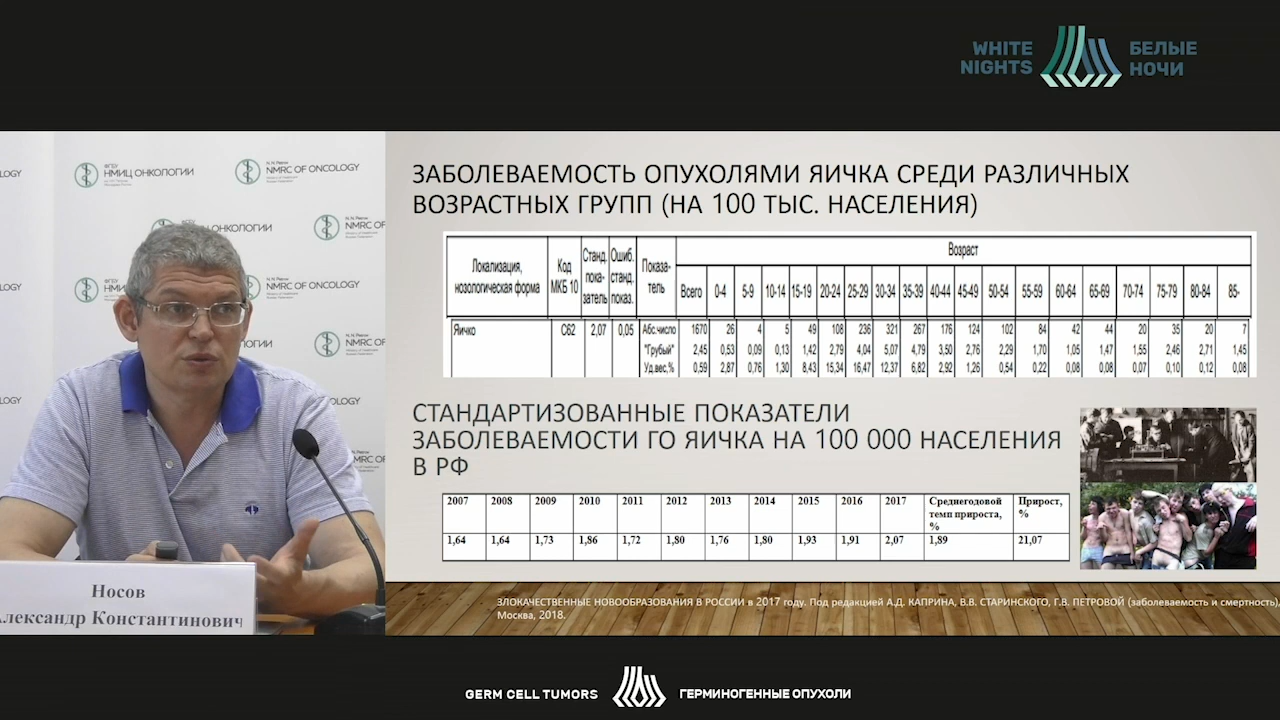 WHITE
NIGHTS
БЕЛЫЕ
НОЧИ
ФГБУ
НМИЦ ОНКОЛОГИИ
NMRC OF ONCOLOGY
NMRC OF
NMRC OF ONCOLOGY
NMRC OF
Носов
Александр Константинович
ЗАБОЛЕВАЕМОСТЬ ОПУХОЛЯМИ ЯИЧКА СРЕДИ РАЗЛИЧНЫХ
ВОЗРАСТНЫХ ГРУПП (НА 100 ТЫС. НАСЕЛЕНИЯ)
Локализация, нозологическая форма Код МКБ 10 Станд. пока-затель Ошиб. станд. показ. Показа-тель Возраст
Всего 0-4 5-9 10-14 15-19 20-24 25-29 30-34 35-39 40-44 45-49 50-54 55-59 60-64 65-69 70-74 75-79 80-84 85-
Яичко C62 2,07 0,05 Абс.число 1670 26 4 5 49 108 236 321 267 176 124 102 84 42 44 20 35 20 7
"Грубый" 2,45 0,53 0,09 0,13 1,42 2,79 4,04 5,07 4,79 3,50 2,76 2,29 1,70 1,05 1,47 1,55 2,46 2,71 1,45
Уд.вес,% 0.59 2,87 0,76 1,30 8,43 15,34 16,47 12,37 6,82 2,92 1,26 0,54 0,22 0,08 0,08 0,07 0,10 0,12 0,08
СТАНДАРТИЗОВАННЫЕ ПОКАЗАТЕЛИ
ЗАБОЛЕВАЕМОСТИ ГО ЯИЧКА НА 100 000 НАСЕЛЕНИЯ
В РФ
2007 2008 2009 2010 2011 2012 2013 2014 2015 2016 2017 Среднегодовой темп прироста, % Прирост, %
1,64 1,64 1,73 1,86 1,72 1,80 1,76 1,80 1,93 1,91 2,07 1,89 21,07
ЗЛОКАЧЕСТВЕННЫЕ НОВООБРАЗОВАНИЯ В РОССИИ в 2017 году. Под редакцией А.Д. КАПРИНА, В.В. СТАРИНСКОГО, Г.В. ПЕТРОВОЙ (заболеваемость и смертность),
Москва, 2018.
GERM CELL TUMORS
ГЕРМИНОГЕННЫЕ ОПУХОЛИ